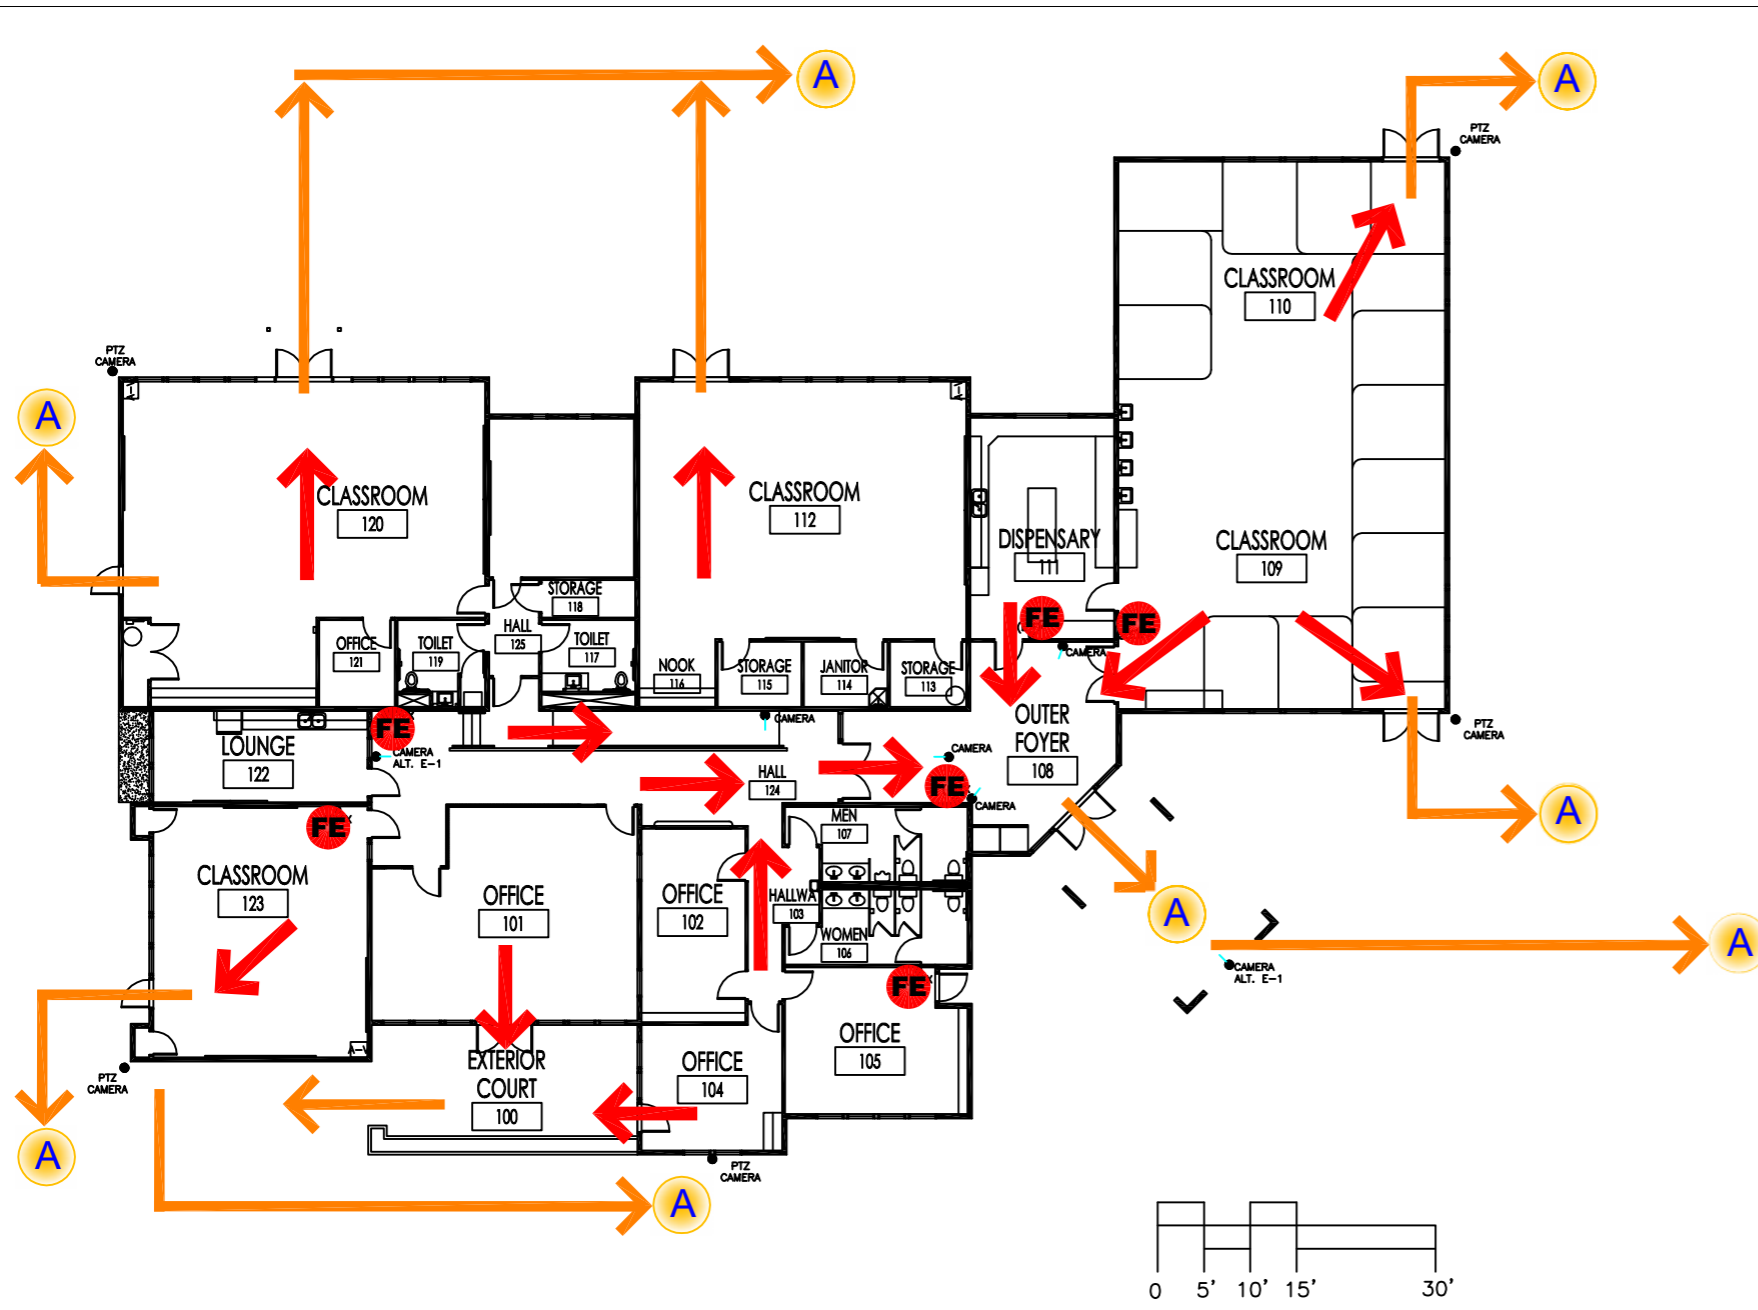 A
A
PTZ
CAMERA
CLASSROOM
110
PTZ
CAMERA
A
CLASSROOM
120
CLASSROOM
112
DISPENSARY
111
CLASSROOM
109
STORAGE
118
HALL
125
TOILET
117
OFFICE
121
TOILET
119
NOOK
116
STORAGE
115
JANITOR
114
STORAGE
113
FE
FE
CAMERA
OUTER
FOYER
108
FE
CAMERA
ALT. E-1
CAMERA
LOUNGE
122
HALL
124
CAMERA
FE
CAMERA
PTZ
CAMERA
A
FE
MEN
107
CLASSROOM
123
OFFICE
101
OFFICE
102
HALLWA
103
WOMEN
106
A
A
CAMERA
ALT. E-1
FE
OFFICE
105
OFFICE
104
EXTERIOR
COURT
100
A-V
PTZ
CAMERA
A
PTZ
CAMERA
A
0 5' 10' 15' 30'